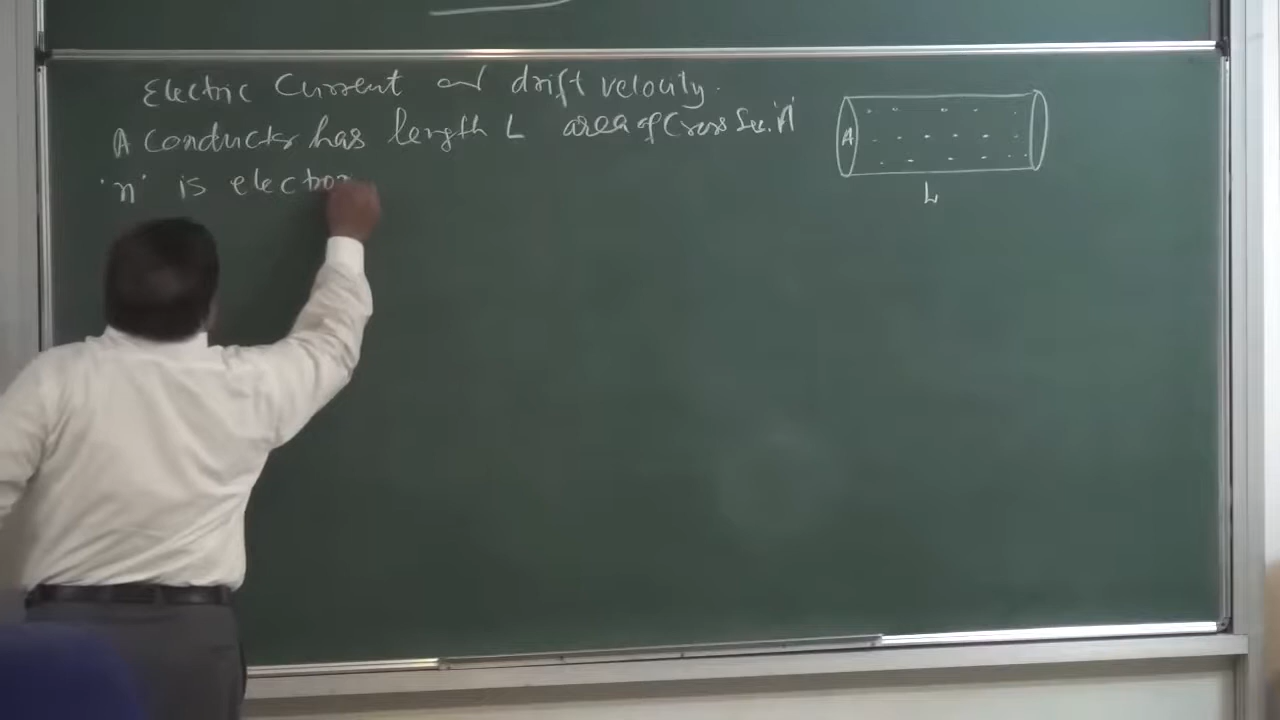 Electric Current and drift velocity.
A Conductor has length L area of Cross Sec. 'A'
'n' is electron
A
L